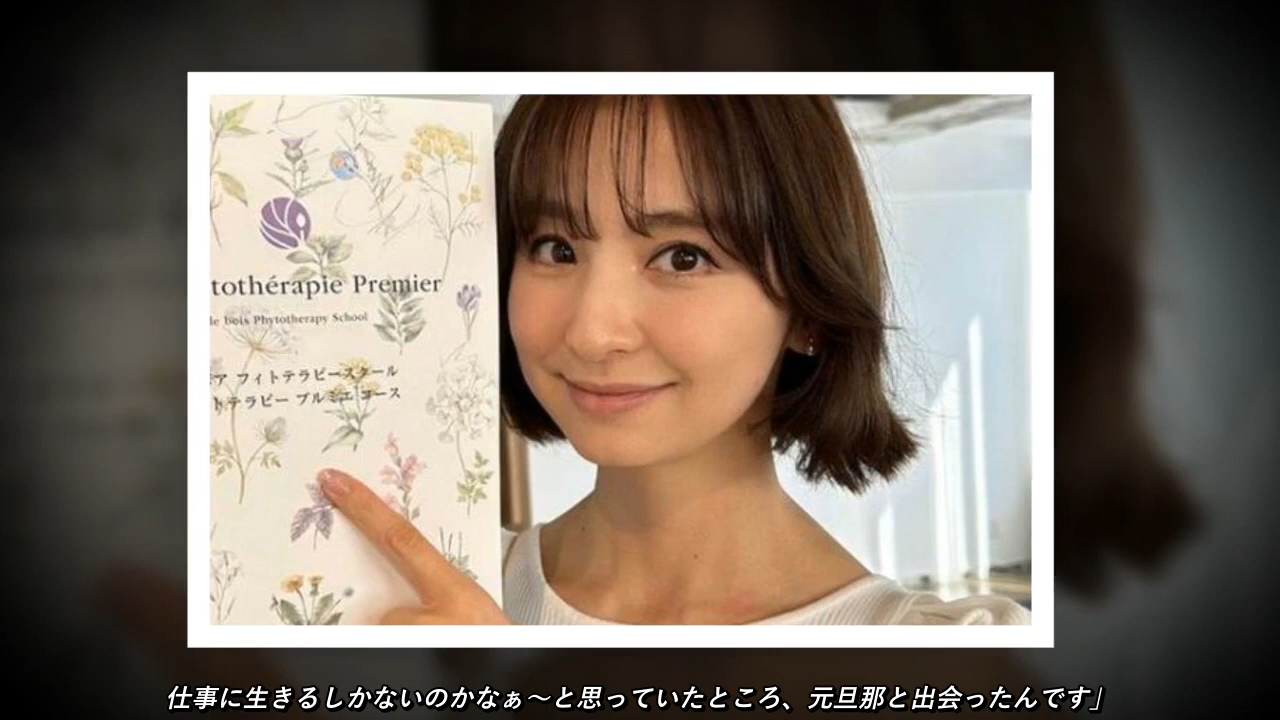 tothérapie Premier
de bois Phytotherapy School
ア フィトテラピースクール
トテラピー プルミエ コース
仕事に生きるしかないのかなぁ～と思っていたところ、元旦那と出会ったんです」